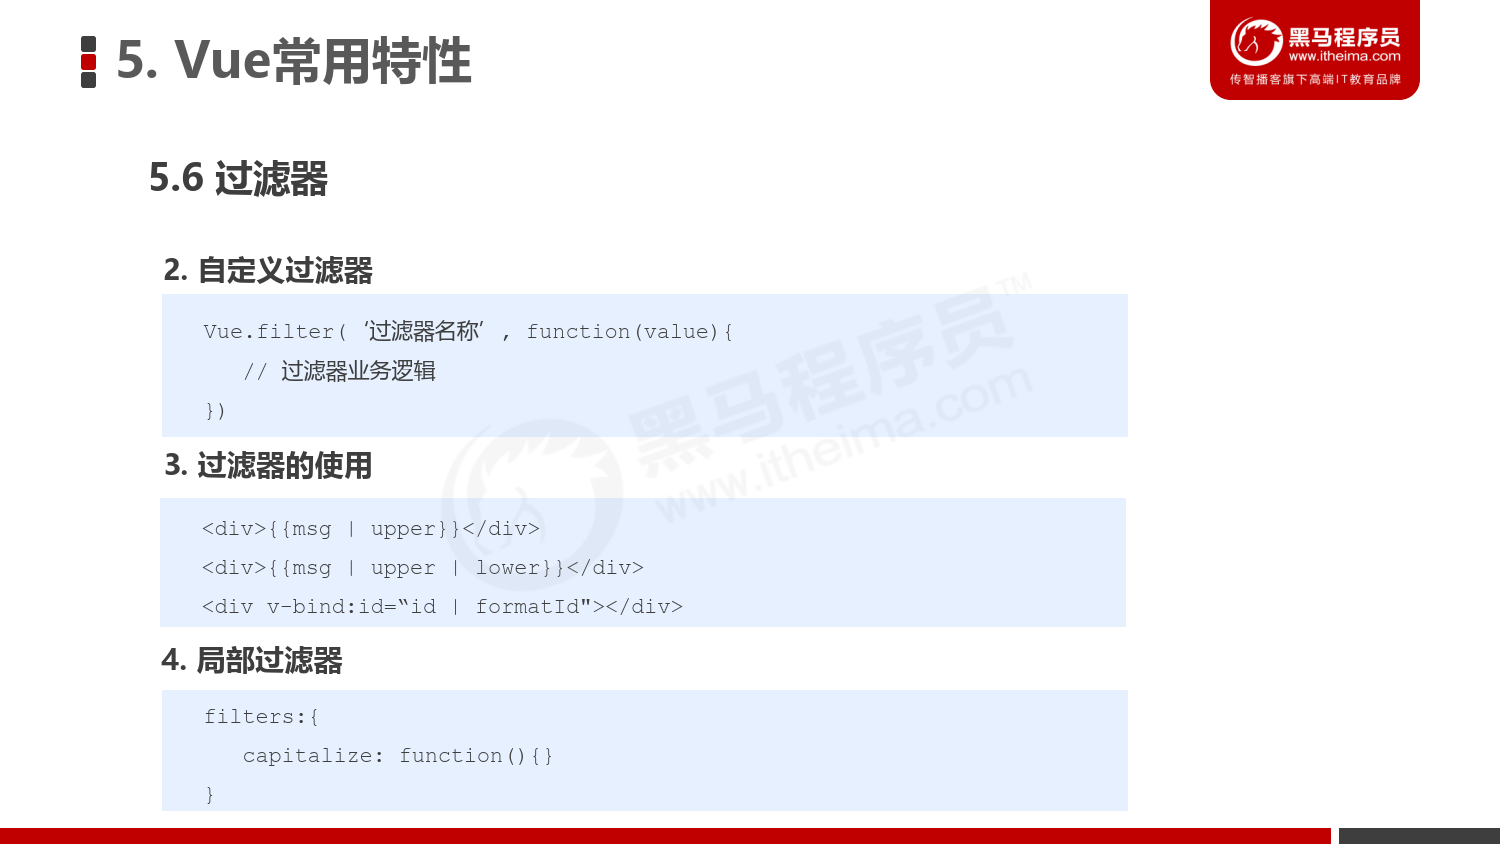 5. Vue常用特性
黑马程序员
www.itheima.com
传智播客旗下高端IT教育品牌
5.6 过滤器
2. 自定义过滤器
Vue.filter(‘过滤器名称’, function(value){
// 过滤器业务逻辑
})
3. 过滤器的使用
<div>{{msg | upper}}</div>
<div>{{msg | upper | lower}}</div>
<div v-bind:id=“id | formatId"></div>
4. 局部过滤器
filters:{
capitalize: function(){}
}
黑马程序员™
www.itheima.com